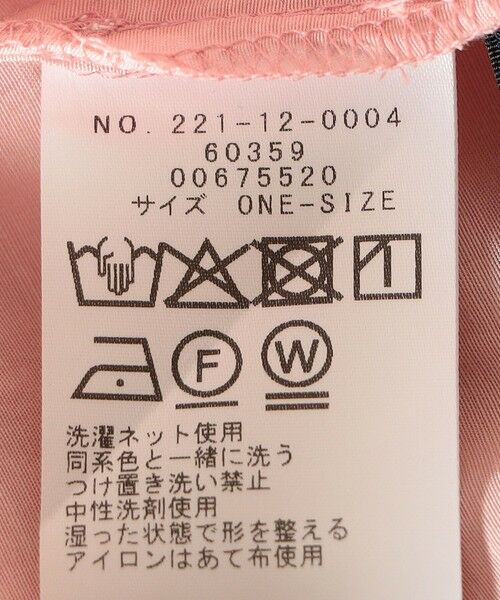 NO. 221-12-0004
60359
00675520
サイズ ONE-SIZE
F W
洗濯ネット使用
同系色と一緒に洗う
つけ置き洗い禁止
中性洗剤使用
湿った状態で形を整える
アイロンはあて布使用